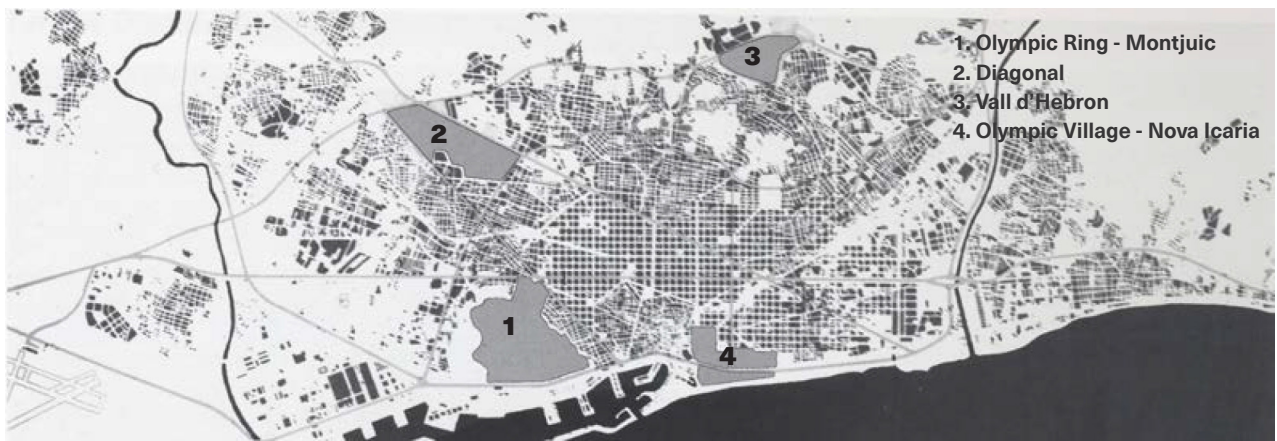 1. Olympic Ring - Montjuic
2. Diagonal
3. Vall d'Hebron
4. Olympic Village - Nova Icaria
3
2
1
4